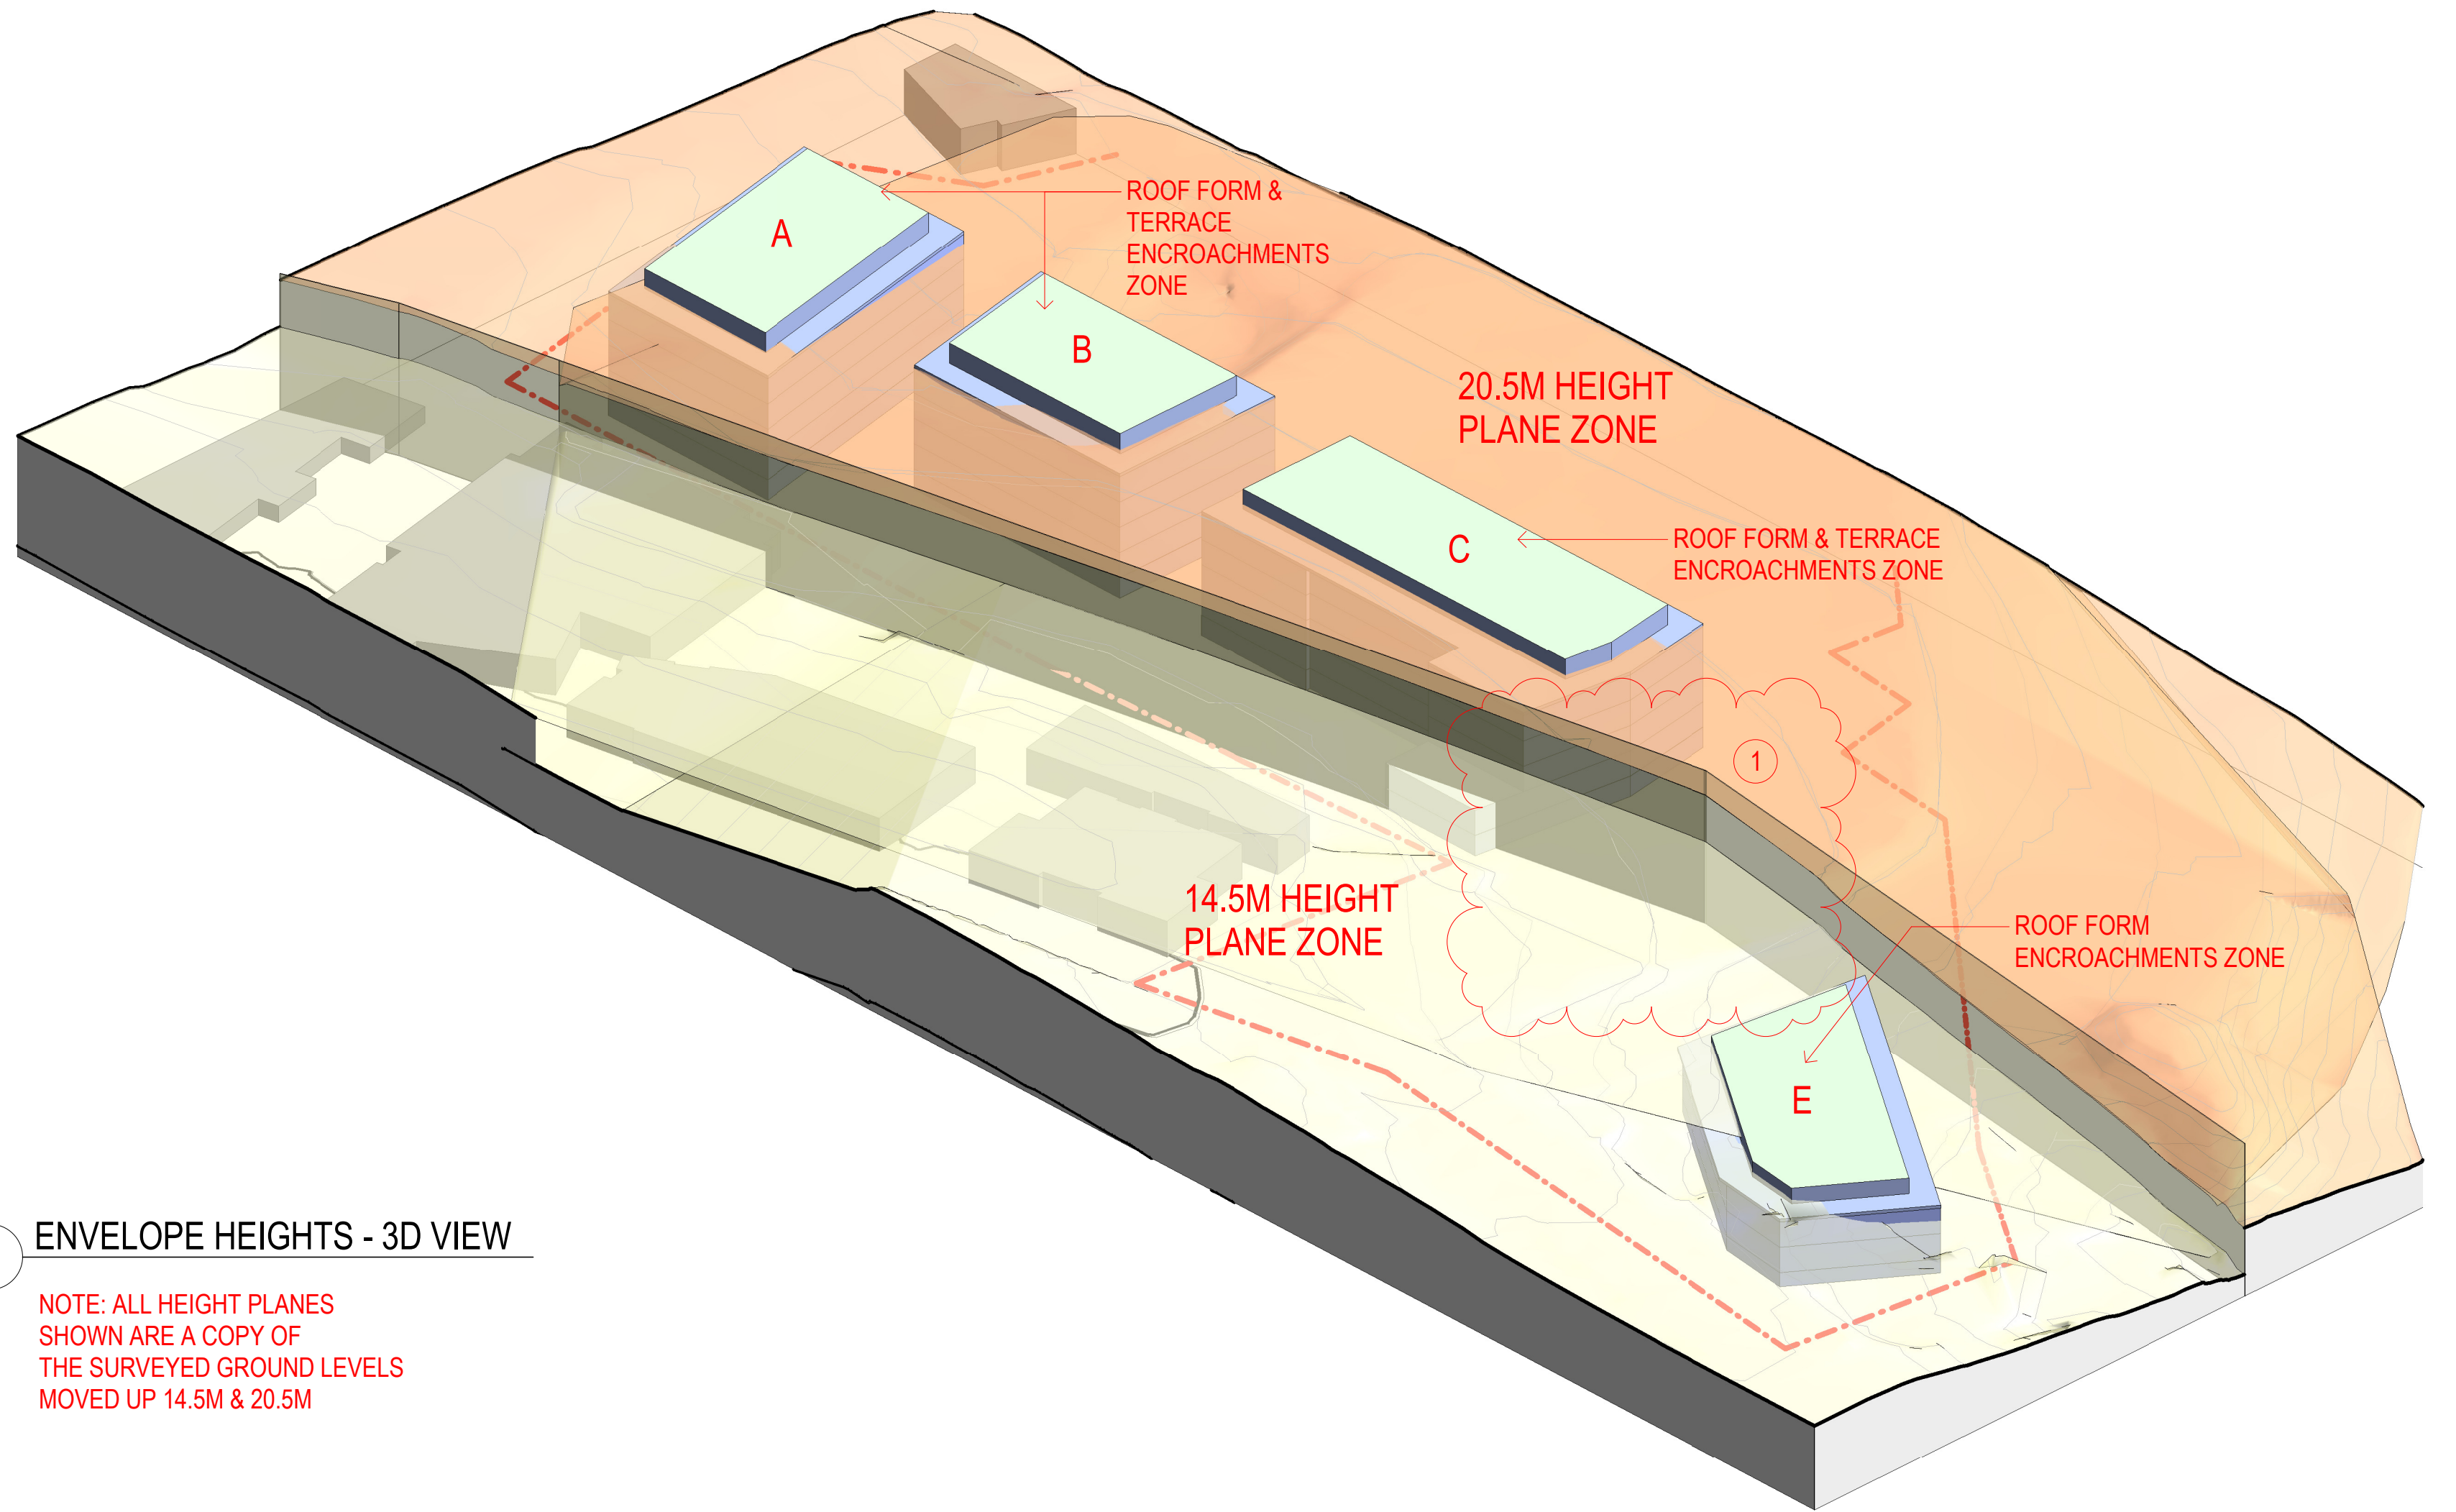 A
ROOF FORM &
TERRACE
ENCROACHMENTS
ZONE
B
20.5M HEIGHT
PLANE ZONE
C
ROOF FORM & TERRACE
ENCROACHMENTS ZONE
1
14.5M HEIGHT
PLANE ZONE
ROOF FORM
ENCROACHMENTS ZONE
E
ENVELOPE HEIGHTS - 3D VIEW
NOTE: ALL HEIGHT PLANES
SHOWN ARE A COPY OF
THE SURVEYED GROUND LEVELS
MOVED UP 14.5M & 20.5M